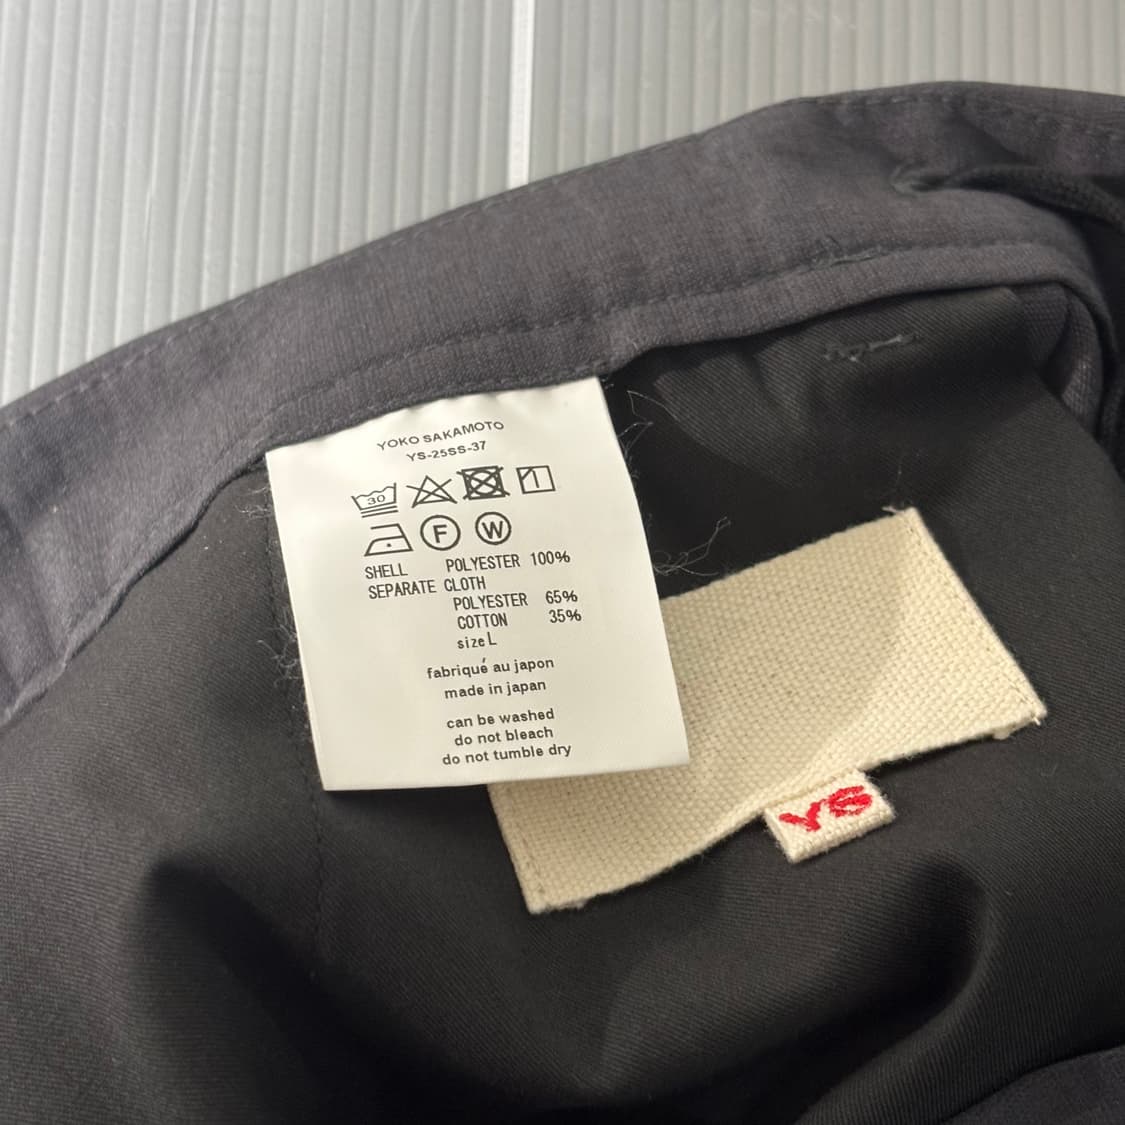 YOKO SAKAMOTO
YS-25SS-37
30
F W
SHELL POLYESTER 100%
SEPARATE CLOTH
POLYESTER 65%
COTTON 35%
size L
fabriqué au japon
made in japan
can be washed
do not bleach
do not tumble dry
YS